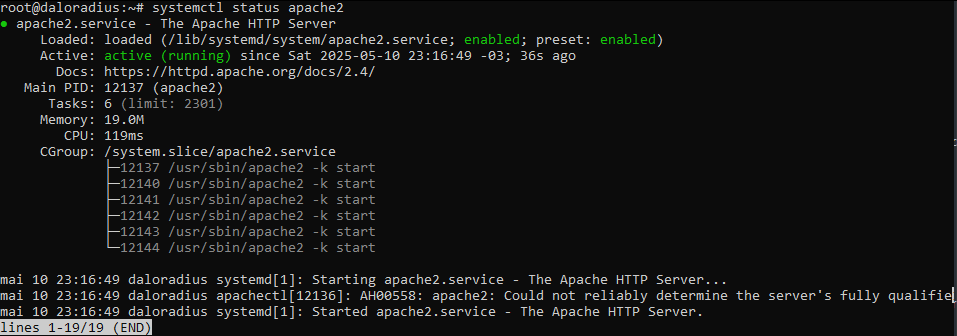 root@daloradius:~# systemctl status apache2
● apache2.service - The Apache HTTP Server
     Loaded: loaded (/lib/systemd/system/apache2.service; enabled; preset: enabled)
     Active: active (running) since Sat 2025-05-10 23:16:49 -03; 36s ago
       Docs: https://httpd.apache.org/docs/2.4/
   Main PID: 12137 (apache2)
      Tasks: 6 (limit: 2301)
     Memory: 19.0M
        CPU: 119ms
     CGroup: /system.slice/apache2.service
             ├─12137 /usr/sbin/apache2 -k start
             ├─12140 /usr/sbin/apache2 -k start
             ├─12141 /usr/sbin/apache2 -k start
             ├─12142 /usr/sbin/apache2 -k start
             ├─12143 /usr/sbin/apache2 -k start
             └─12144 /usr/sbin/apache2 -k start
mai 10 23:16:49 daloradius systemd[1]: Starting apache2.service - The Apache HTTP Server...
mai 10 23:16:49 daloradius apachectl[12136]: AH00558: apache2: Could not reliably determine the server's fully qualifie
mai 10 23:16:49 daloradius systemd[1]: Started apache2.service - The Apache HTTP Server.
lines 1-19/19 (END)